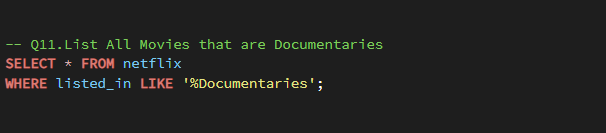 -- Q11.List All Movies that are Documentaries
SELECT * FROM netflix
WHERE listed_in LIKE '%Documentaries';